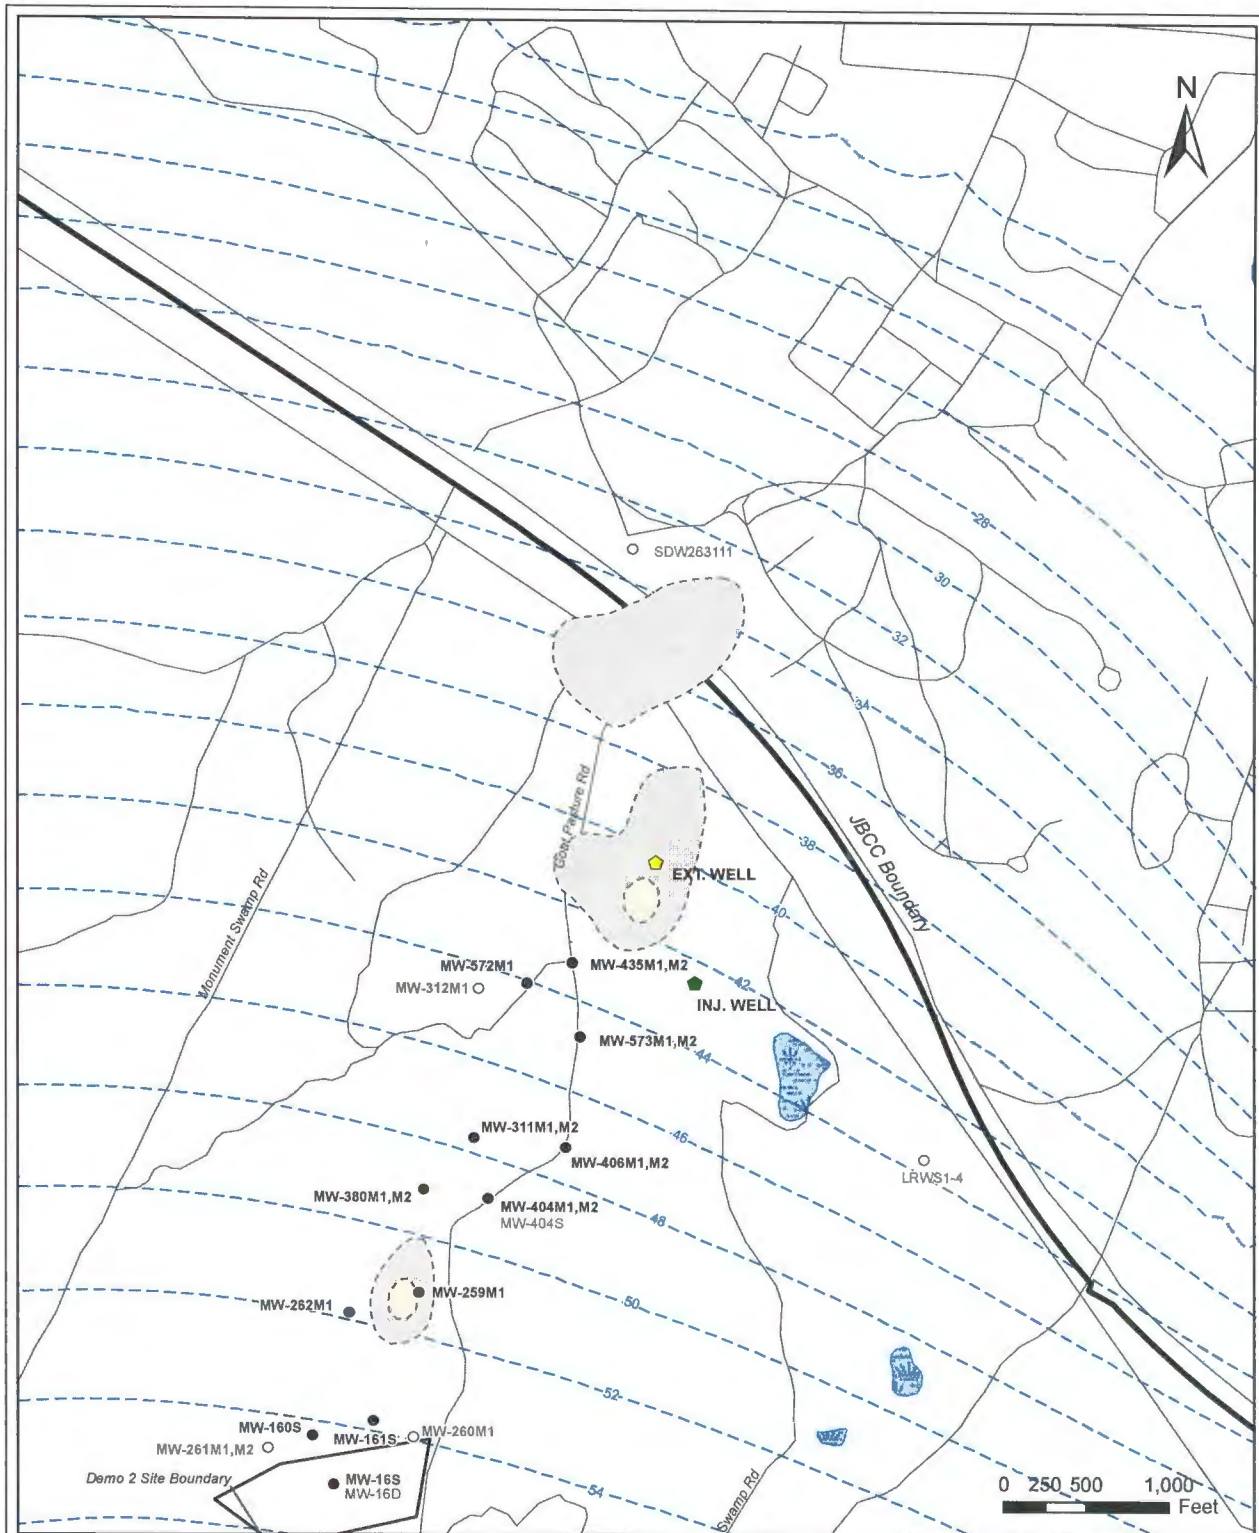 N
28
SDW263111
30
32
34
36
Goat Pasture Rd
38
JBCC Boundary
EXT. WELL
40
Monument Swamp Rd
MW-572M1
MW-435M1,M2
MW-312M1
42
INJ. WELL
MW-573M1,M2
44
MW-311M1,M2
46
MW-406M1,M2
LRWS1-4
MW-380M1,M2
MW-404M1,M2
MW-404S
48
MW-259M1
MW-262M1
50
52
MW-160S
MW-161S
MW-260M1
MW-261M1,M2
Demo 2 Site Boundary
MW-16S
MW-16D
54
Swamp Rd
0 250 500 1,000
Feet